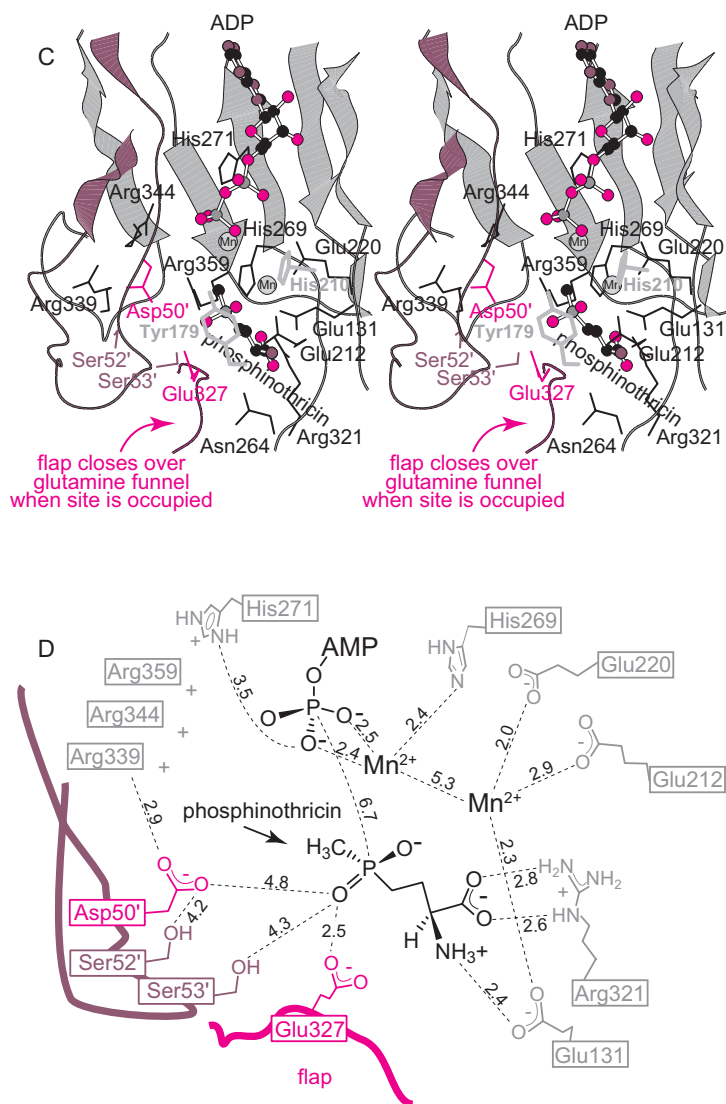 C
ADP
His271
Arg344
His269
Mn
Glu220
Arg359
Mn
His210
Arg339
Asp50'
Tyr179
Glu131
Glu212
Ser52'
Ser53'
phosphinothricin
Glu327
Asn264
Arg321
flap closes over
glutamine funnel
when site is occupied
ADP
His271
Arg344
His269
Mn
Glu220
Arg359
Mn
His210
Arg339
Asp50'
Tyr179
Glu131
Glu212
Ser52'
Ser53'
phosphinothricin
Glu327
Asn264
Arg321
flap closes over
glutamine funnel
when site is occupied
D
HN
+
NH
His271
AMP
His269
HN
N
Arg359
+
Arg344
+
Arg339
+
3.5
O
P
O
O-
O-
2.5
2.4
2.4
Mn2+
5.3
Mn2+
2.0
2.9
-
O
Glu220
-
O
Glu212
2.9
phosphinothricin
6.7
2.3
H3C
P
O-
O
O
-
O
2.8
2.6
H2N
+
NH2
HN
Arg321
-
O
4.8
Asp50'
4.2
OH
Ser52'
4.3
OH
Ser53'
2.5
H
NH3+
2.4
-
O
Glu327
O
-
O
Glu131
flap